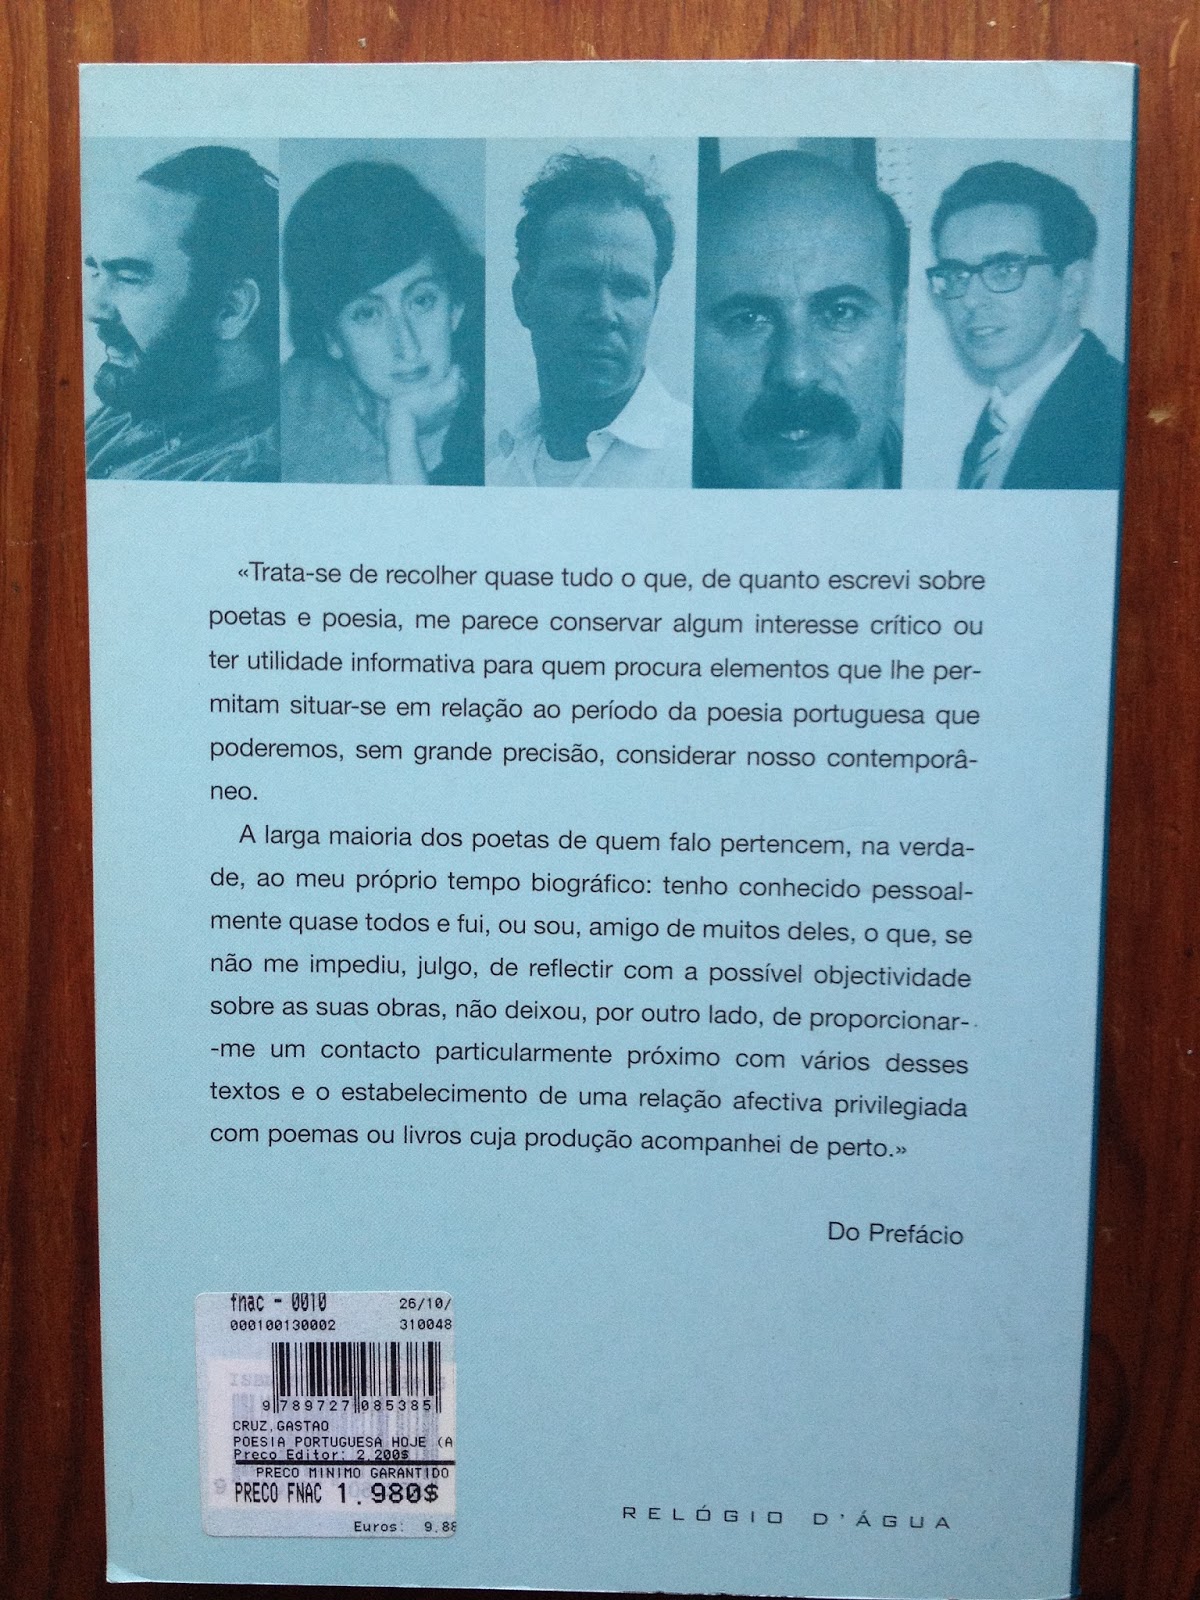 «Trata-se de recolher quase tudo o que, de quanto escrevi sobre
poetas e poesia, me parece conservar algum interesse crítico ou
ter utilidade informativa para quem procura elementos que lhe per-
mitam situar-se em relação ao período da poesia portuguesa que
poderemos, sem grande precisão, considerar nosso contemporâ-
neo.
A larga maioria dos poetas de quem falo pertencem, na verda-
de, ao meu próprio tempo biográfico: tenho conhecido pessoal-
mente quase todos e fui, ou sou, amigo de muitos deles, o que, se
não me impediu, julgo, de reflectir com a possível objectividade
sobre as suas obras, não deixou, por outro lado, de proporcionar-
-me um contacto particularmente próximo com vários desses
textos e o estabelecimento de uma relação afectiva privilegiada
com poemas ou livros cuja produção acompanhei de perto.»
Do Prefácio
fnac - 0010 26/10/
000100130002 310048
9 789727 085385
CRUZ,GASTAO
POESIA PORTUGUESA HOJE (A
Preco Editor: 2.200$
PRECO MINIMO GARANTIDO
PRECO FNAC 1.980$
Euros: 9.88
RELÓGIO D'ÁGUA